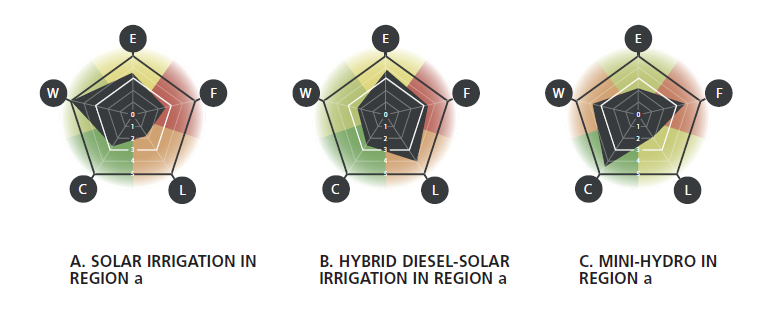 E
W
F
0
1
2
3
4
5
C
L
E
W
F
0
1
2
3
4
5
C
L
E
W
F
0
1
2
3
4
5
C
L
A. SOLAR IRRIGATION IN
REGION a
B. HYBRID DIESEL-SOLAR
IRRIGATION IN REGION a
C. MINI-HYDRO IN
REGION a